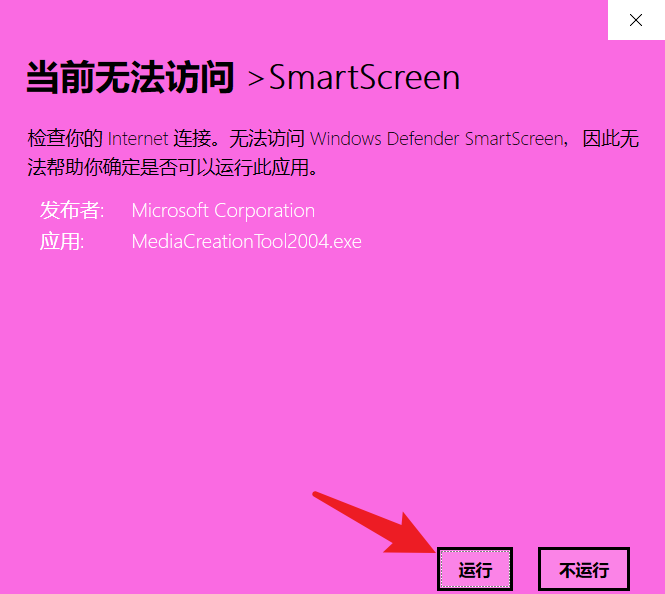 当前无法访问 >SmartScreen
检查你的 Internet 连接。无法访问 Windows Defender SmartScreen，因此无
法帮助你确定是否可以运行此应用。
发布者: Microsoft Corporation
应用: MediaCreationTool2004.exe
运行 不运行